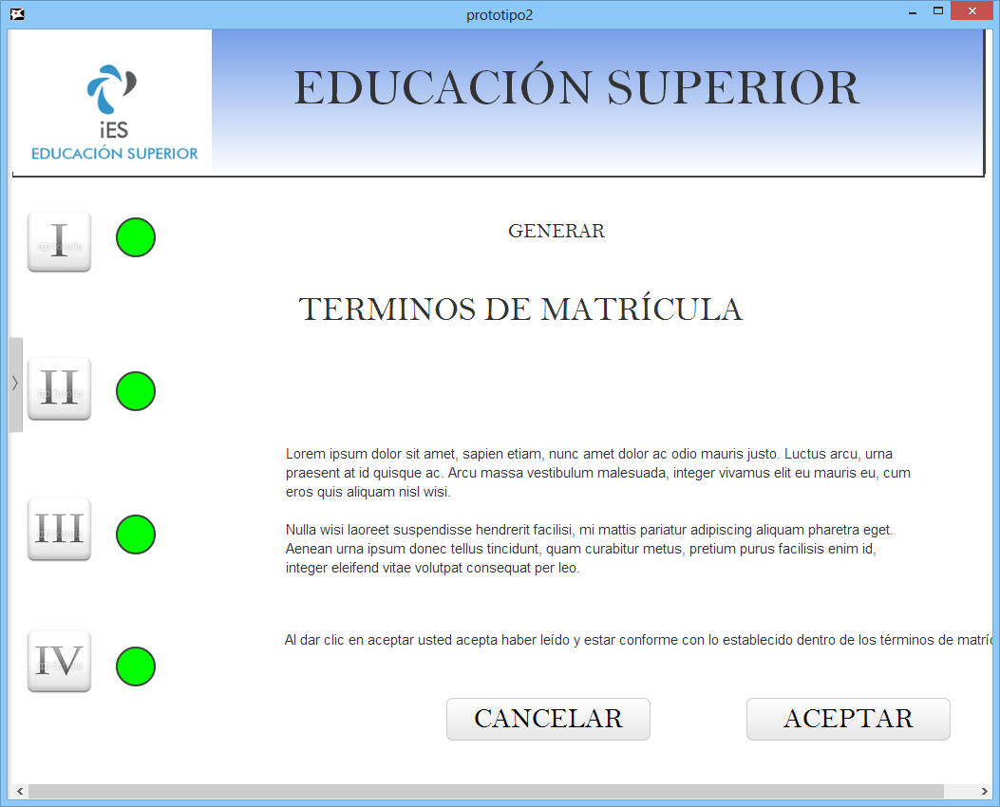 prototipo2
EDUCACIÓN SUPERIOR
iES
EDUCACIÓN SUPERIOR
I
GENERAR
TERMINOS DE MATRÍCULA
II
Lorem ipsum dolor sit amet, sapien etiam, nunc amet dolor ac odio mauris justo. Luctus arcu, urna
praesent at id quisque ac. Arcu massa vestibulum malesuada, integer vivamus elit eu mauris eu, cum
eros quis aliquam nisl wisi.
III
Nulla wisi laoreet suspendisse hendrerit facilisi, mi mattis pariatur adipiscing aliquam pharetra eget.
Aenean urna ipsum donec tellus tincidunt, quam curabitur metus, pretium purus facilisis enim id,
integer eleifend vitae volutpat consequat per leo.
IV
Al dar clic en aceptar usted acepta haber leído y estar conforme con lo establecido dentro de los términos de
CANCELAR
ACEPTAR